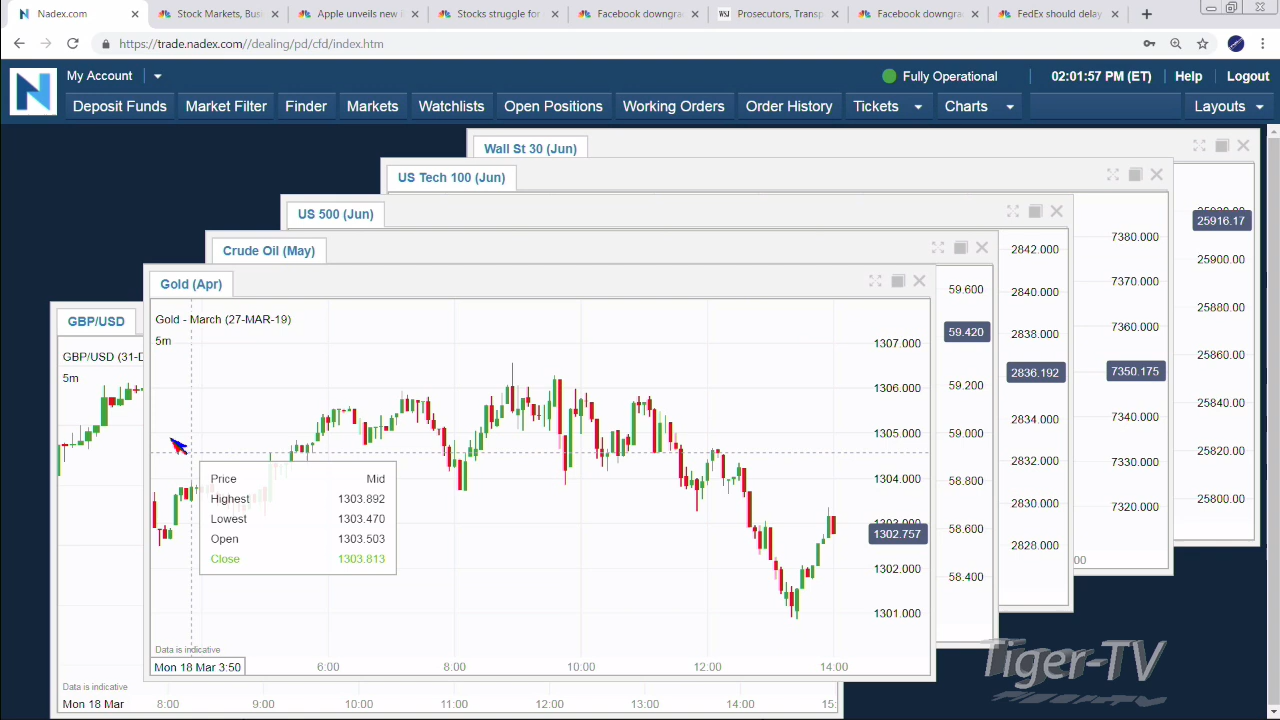 Nadex.com
Stock Markets, Busi
Apple unveils new i
Stocks struggle for
Facebook downgra
WSJ
Prosecutors, Transp
Facebook downgra
FedEx should delay
https://trade.nadex.com//dealing/pd/cfd/index.htm
N
My Account
Fully Operational
02:01:57 PM (ET)
Help
Logout
Deposit Funds
Market Filter
Finder
Markets
Watchlists
Open Positions
Working Orders
Order History
Tickets
Charts
Layouts
Wall St 30 (Jun)
US Tech 100 (Jun)
US 500 (Jun)
Crude Oil (May)
Gold (Apr)
GBP/USD
25916.17
25900.00
25880.00
25860.00
25840.00
25820.00
25800.00
7380.000
7370.000
7360.000
7350.175
7340.000
7330.000
7320.000
2842.000
2840.000
2838.000
2836.192
2834.000
2832.000
2830.000
2828.000
59.600
59.420
59.200
59.000
58.800
58.600
58.400
Gold - March (27-MAR-19)
5m
1307.000
1306.000
1305.000
1304.000
1302.757
1302.000
1301.000
Price Mid
Highest 1303.892
Lowest 1303.470
Open 1303.503
Close 1303.813
Data is indicative
Mon 18 Mar 3:50
6:00
8:00
10:00
12:00
14:00
GBP/USD (31-D
5m
Data is indicative
Mon 18 Mar
8:00
9:00
10:00
11:00
12:00
13:00
14:00
15:
Tiger-TV